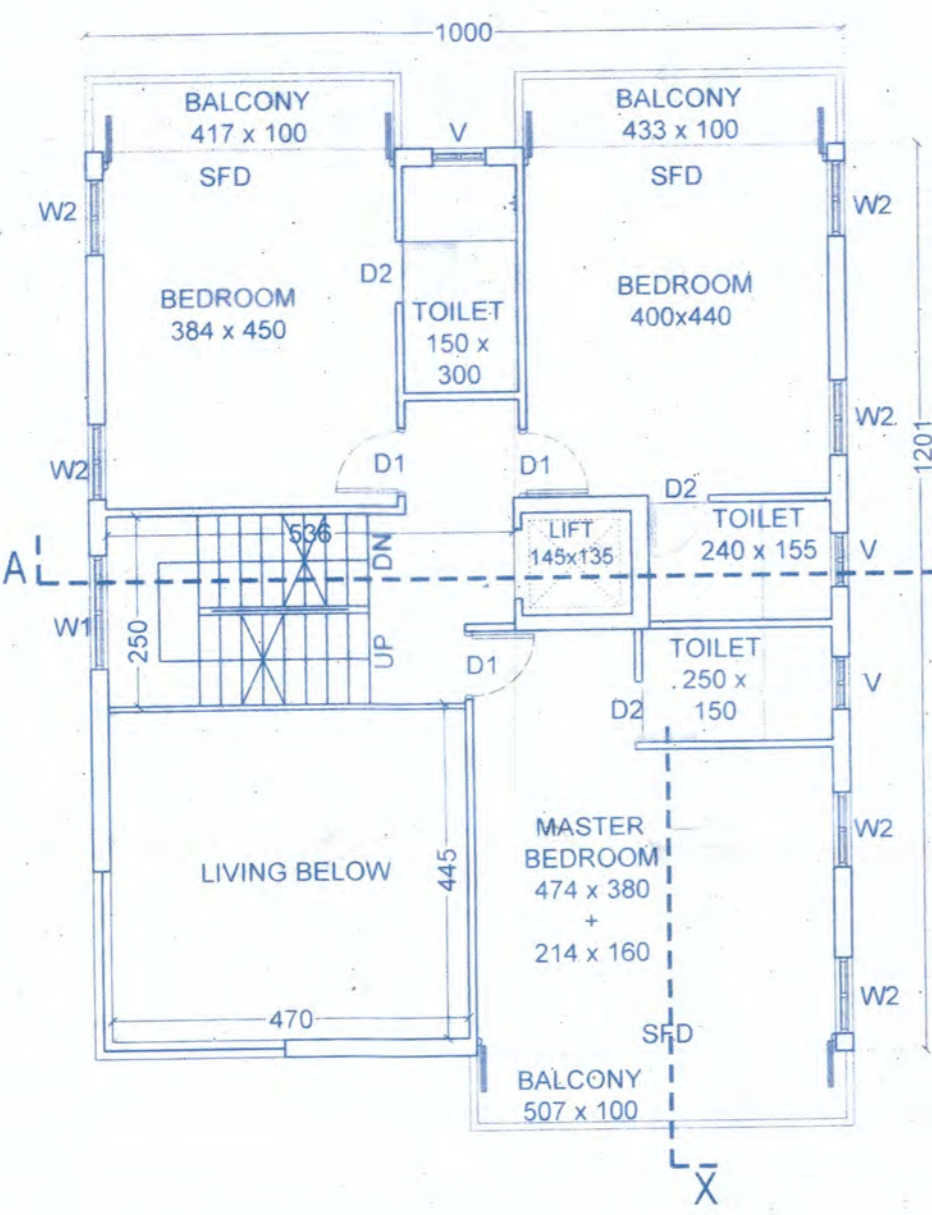 1000
BALCONY
417 x 100
BALCONY
433 x 100
V
SFD
SFD
W2
W2
D2
BEDROOM
384 x 450
TOILET
150 x
300
BEDROOM
400x440
W2
W2
D1
D1
D2
1201
536
DN
LIFT
145x135
TOILET
240 x 155
V
A
W1
250
UP
D1
TOILET
250 x
150
V
D2
LIVING BELOW
445
MASTER
BEDROOM
474 x 380
+
214 x 160
W2
W2
470
SFD
BALCONY
507 x 100
X